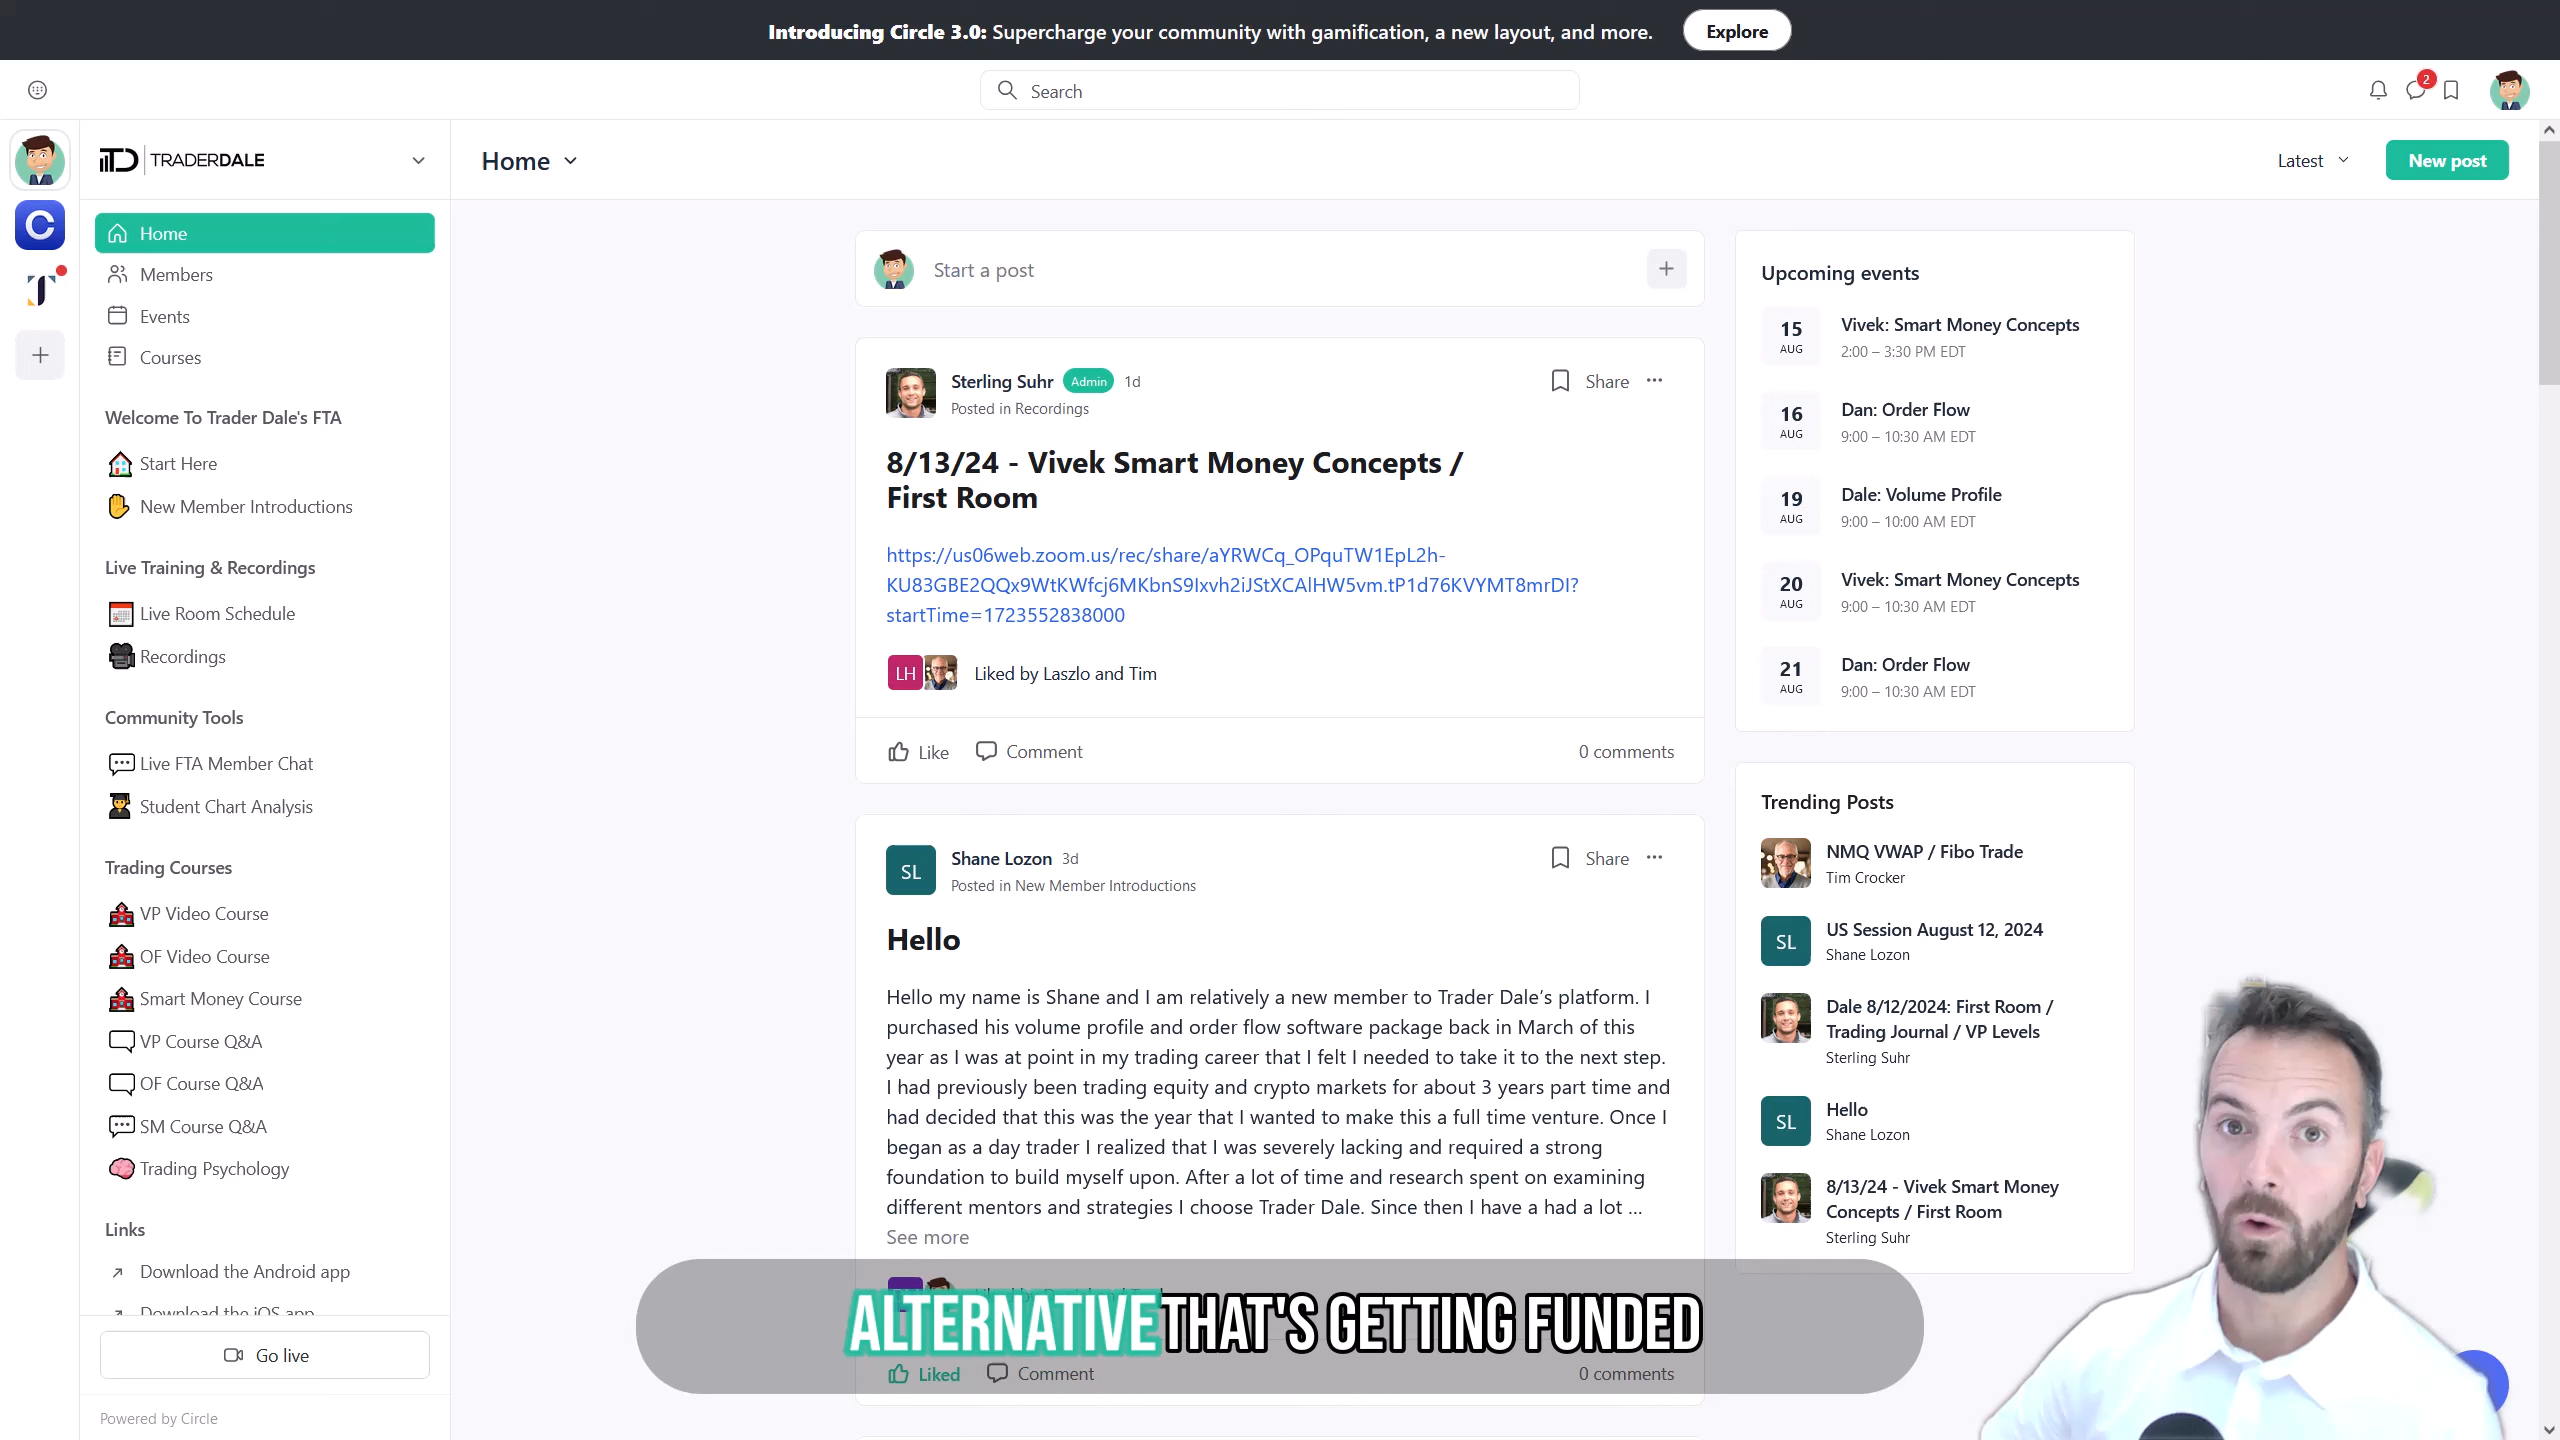 Introducing Circle 3.0: Supercharge your community with gamification, a new layout, and more.
Explore
Search
2
TD TRADERDALE
Home
Latest
New post
C
T
Home
Members
Events
Courses
Welcome To Trader Dale's FTA
Start Here
New Member Introductions
Live Training & Recordings
Live Room Schedule
Recordings
Community Tools
Live FTA Member Chat
Student Chart Analysis
Trading Courses
VP Video Course
OF Video Course
Smart Money Course
VP Course Q&A
OF Course Q&A
SM Course Q&A
Trading Psychology
Links
Download the Android app
Download the iOS app
Go live
Powered by Circle
Start a post
Sterling Suhr Admin 1d
Posted in Recordings
Share
8/13/24 - Vivek Smart Money Concepts /
First Room
https://us06web.zoom.us/rec/share/aYRWCq_OPquTW1EpL2h-
KU83GBE2QQx9WtKWfcj6MKbnS9Ixvh2iJStXCAlHW5vm.tP1d76KVYMT8mrDI?
startTime=1723552838000
LH
Liked by Laszlo and Tim
Like
Comment
0 comments
SL
Shane Lozon 3d
Posted in New Member Introductions
Share
Hello
Hello my name is Shane and I am relatively a new member to Trader Dale’s platform. I
purchased his volume profile and order flow software package back in March of this
year as I was at point in my trading career that I felt I needed to take it to the next step.
I had previously been trading equity and crypto markets for about 3 years part time and
had decided that this was the year that I wanted to make this a full time venture. Once I
began as a day trader I realized that I was severely lacking and required a strong
foundation to build myself upon. After a lot of time and research spent on examining
different mentors and strategies I choose Trader Dale. Since then I have a had a lot ...
See more
ALTERNATIVE THAT'S GETTING FUNDED
Liked
Comment
0 comments
Upcoming events
15 AUG
Vivek: Smart Money Concepts
2:00 – 3:30 PM EDT
16 AUG
Dan: Order Flow
9:00 – 10:30 AM EDT
19 AUG
Dale: Volume Profile
9:00 – 10:00 AM EDT
20 AUG
Vivek: Smart Money Concepts
9:00 – 10:30 AM EDT
21 AUG
Dan: Order Flow
9:00 – 10:30 AM EDT
Trending Posts
NMQ VWAP / Fibo Trade
Tim Crocker
SL
US Session August 12, 2024
Shane Lozon
Dale 8/12/2024: First Room /
Trading Journal / VP Levels
Sterling Suhr
SL
Hello
Shane Lozon
8/13/24 - Vivek Smart Money
Concepts / First Room
Sterling Suhr